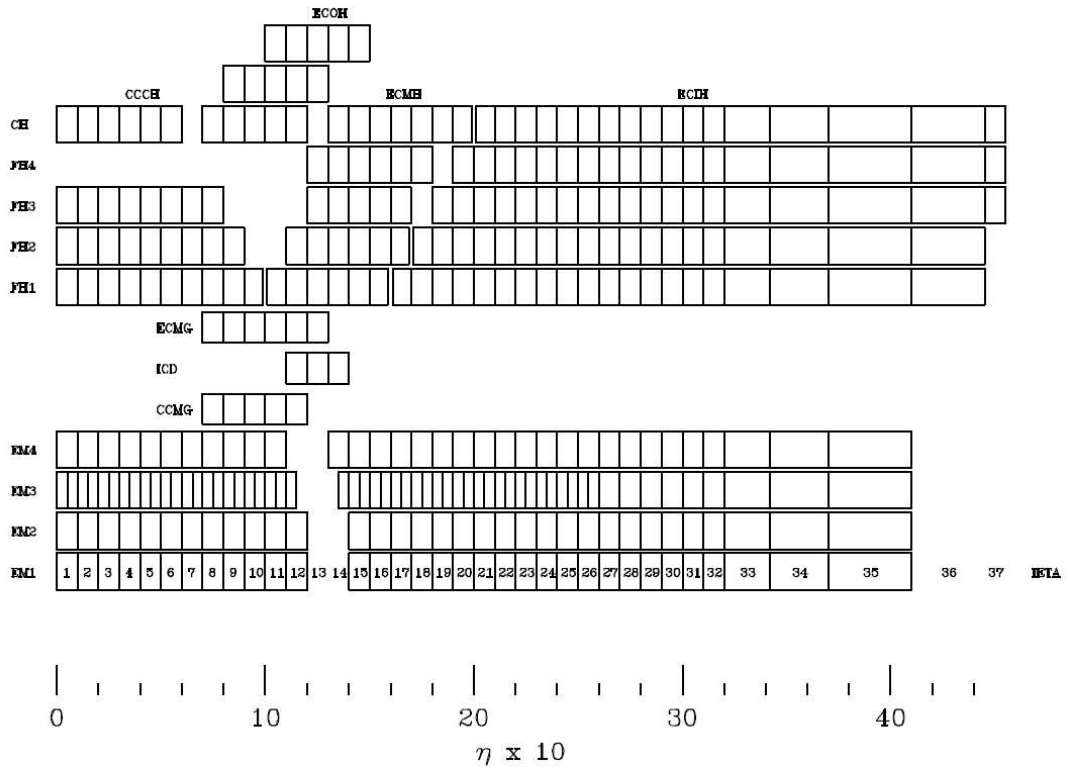 ECOH
CCCH ECMH ECIH
CH
FH4
FH3
FH2
FH1
ECMG
ICD
CCMG
EM4
EM3
EM2
EM1 1 2 3 4 5 6 7 8 9 10 11 12 13 14 15 16 17 18 19 20 21 22 23 24 25 26 27 28 29 30 31 32 33 34 35 36 37 IETA
0 10 20 30 40
η x 10